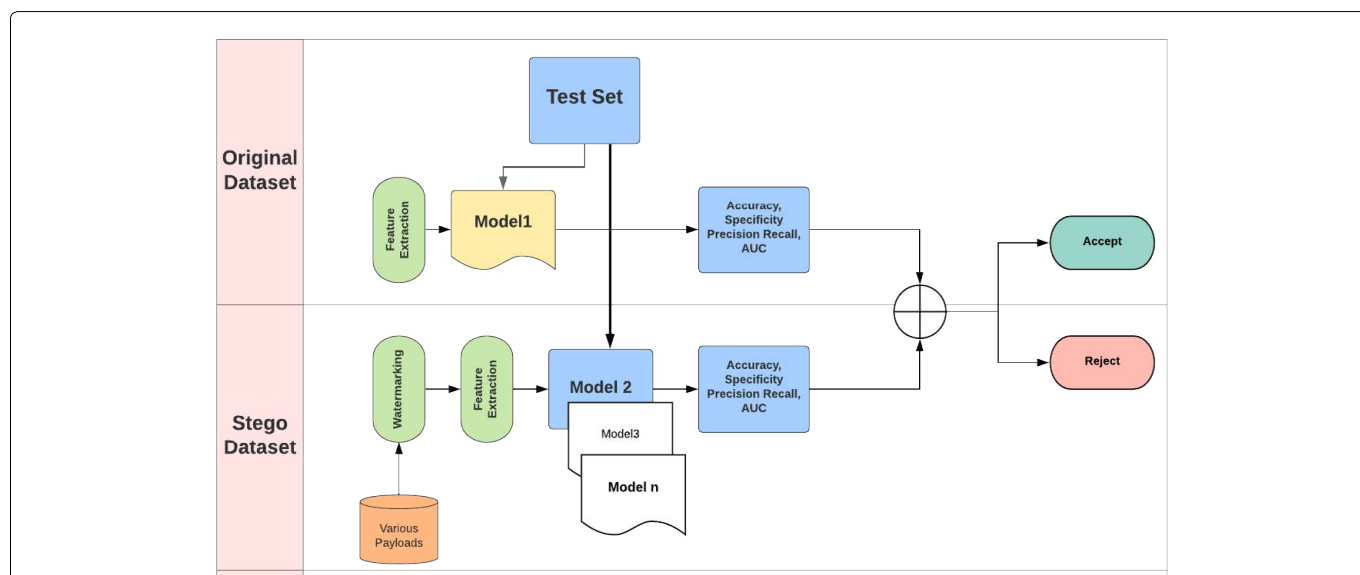 Test Set
Original
Dataset
Feature
Extraction
Model1
Accuracy,
Specificity
Precision Recall,
AUC
Accept
Stego
Dataset
Watermarking
Feature
Extraction
Model 2
Model3
Model n
Accuracy,
Specificity
Precision Recall,
AUC
Reject
Various
Payloads